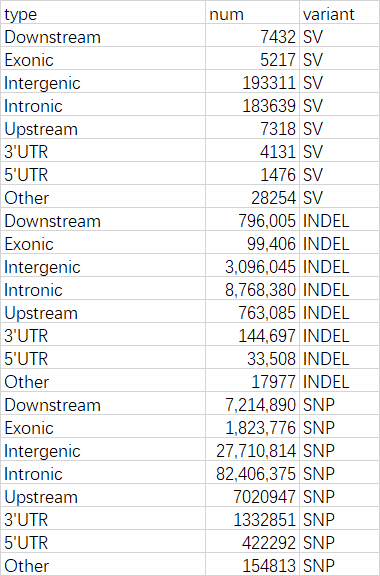 type num variant
Downstream 7432 SV
Exonic 5217 SV
Intergenic 193311 SV
Intronic 183639 SV
Upstream 7318 SV
3'UTR 4131 SV
5'UTR 1476 SV
Other 28254 SV
Downstream 796,005 INDEL
Exonic 99,406 INDEL
Intergenic 3,096,045 INDEL
Intronic 8,768,380 INDEL
Upstream 763,085 INDEL
3'UTR 144,697 INDEL
5'UTR 33,508 INDEL
Other 17977 INDEL
Downstream 7,214,890 SNP
Exonic 1,823,776 SNP
Intergenic 27,710,814 SNP
Intronic 82,406,375 SNP
Upstream 7020947 SNP
3'UTR 1332851 SNP
5'UTR 422292 SNP
Other 154813 SNP